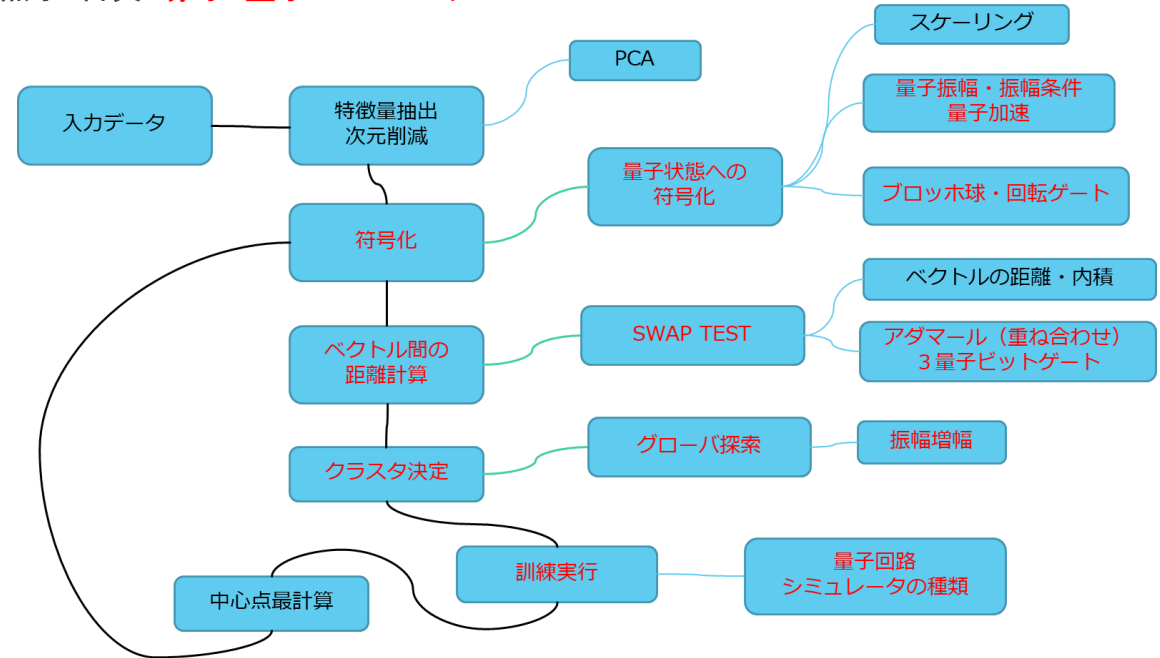 スケーリング
PCA
入力データ
特徴量抽出
次元削減
量子振幅・振幅条件
量子加速
量子状態への
符号化
ブロッホ球・回転ゲート
符号化
ベクトルの距離・内積
ベクトル間の
距離計算
SWAP TEST
アダマール（重ね合わせ）
３量子ビットゲート
クラスタ決定
グローバ探索
振幅増幅
訓練実行
量子回路
シミュレータの種類
中心点最計算